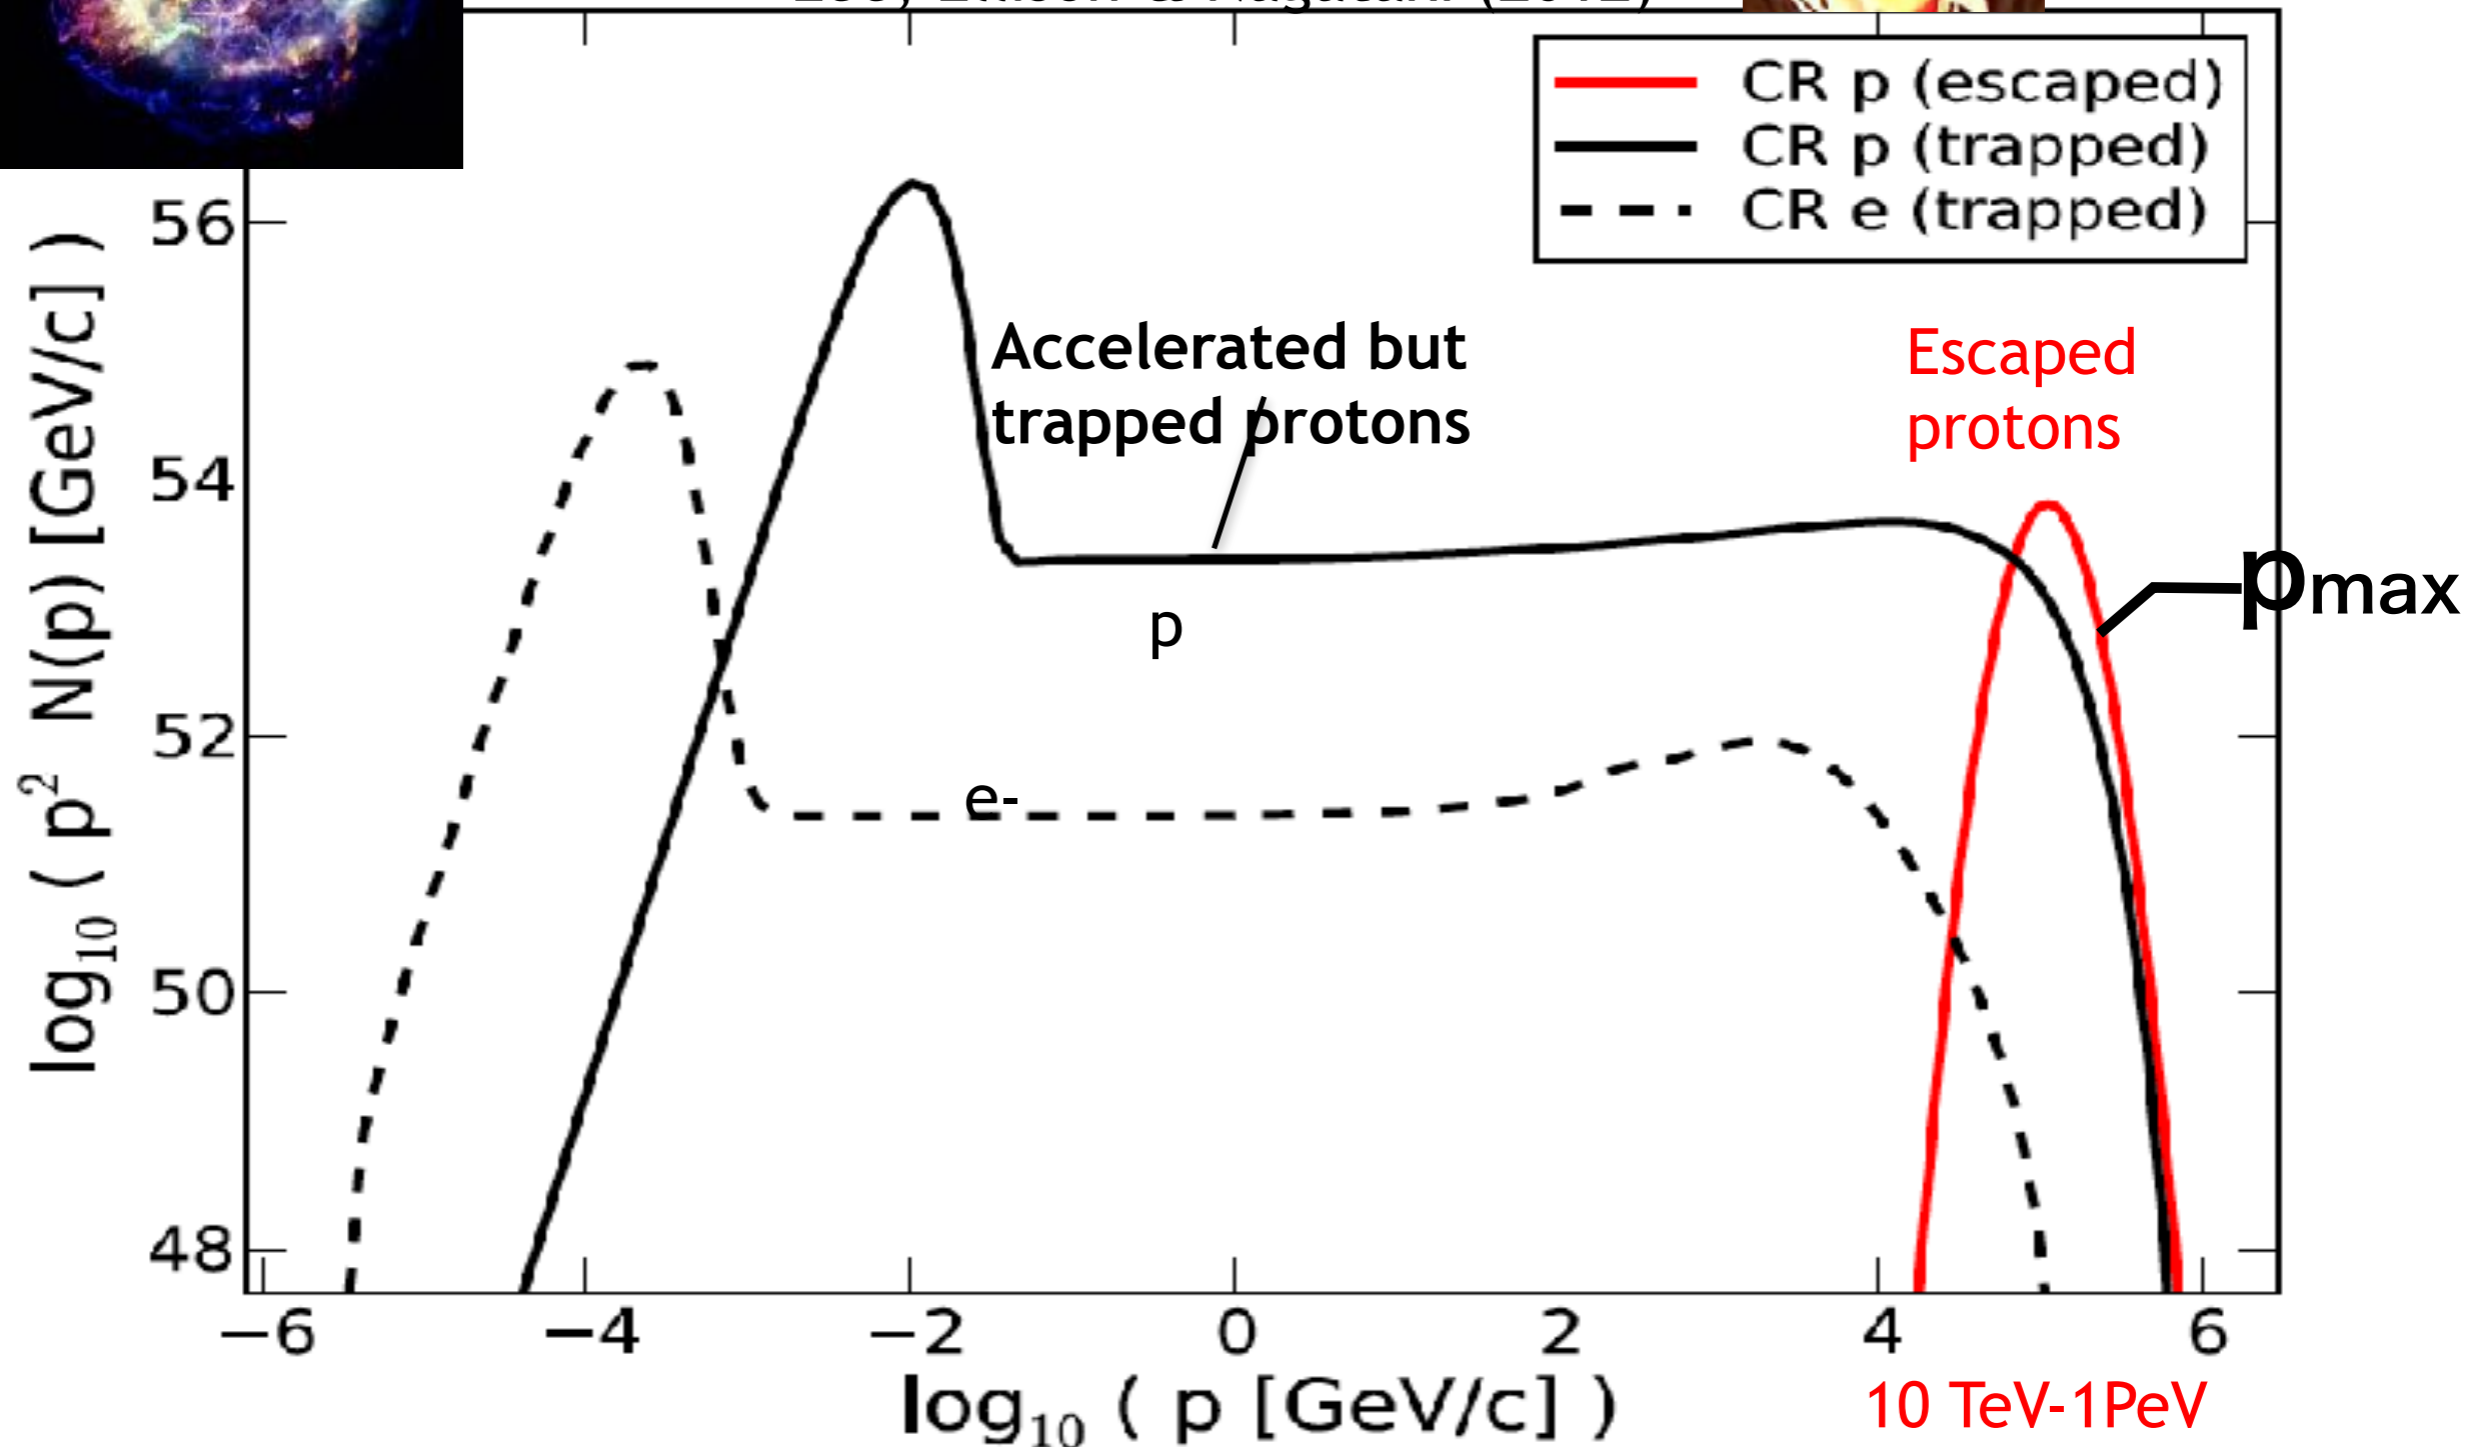 CR p (escaped)
CR p (trapped)
CR e (trapped)
56
54
52
50
48
log10 ( p2 N(p) [GeV/c] )
Accelerated but
trapped protons
Escaped
protons
pmax
p
e-
−6 −4 −2 0 2 4 6
log10 ( p [GeV/c] )
10 TeV-1PeV